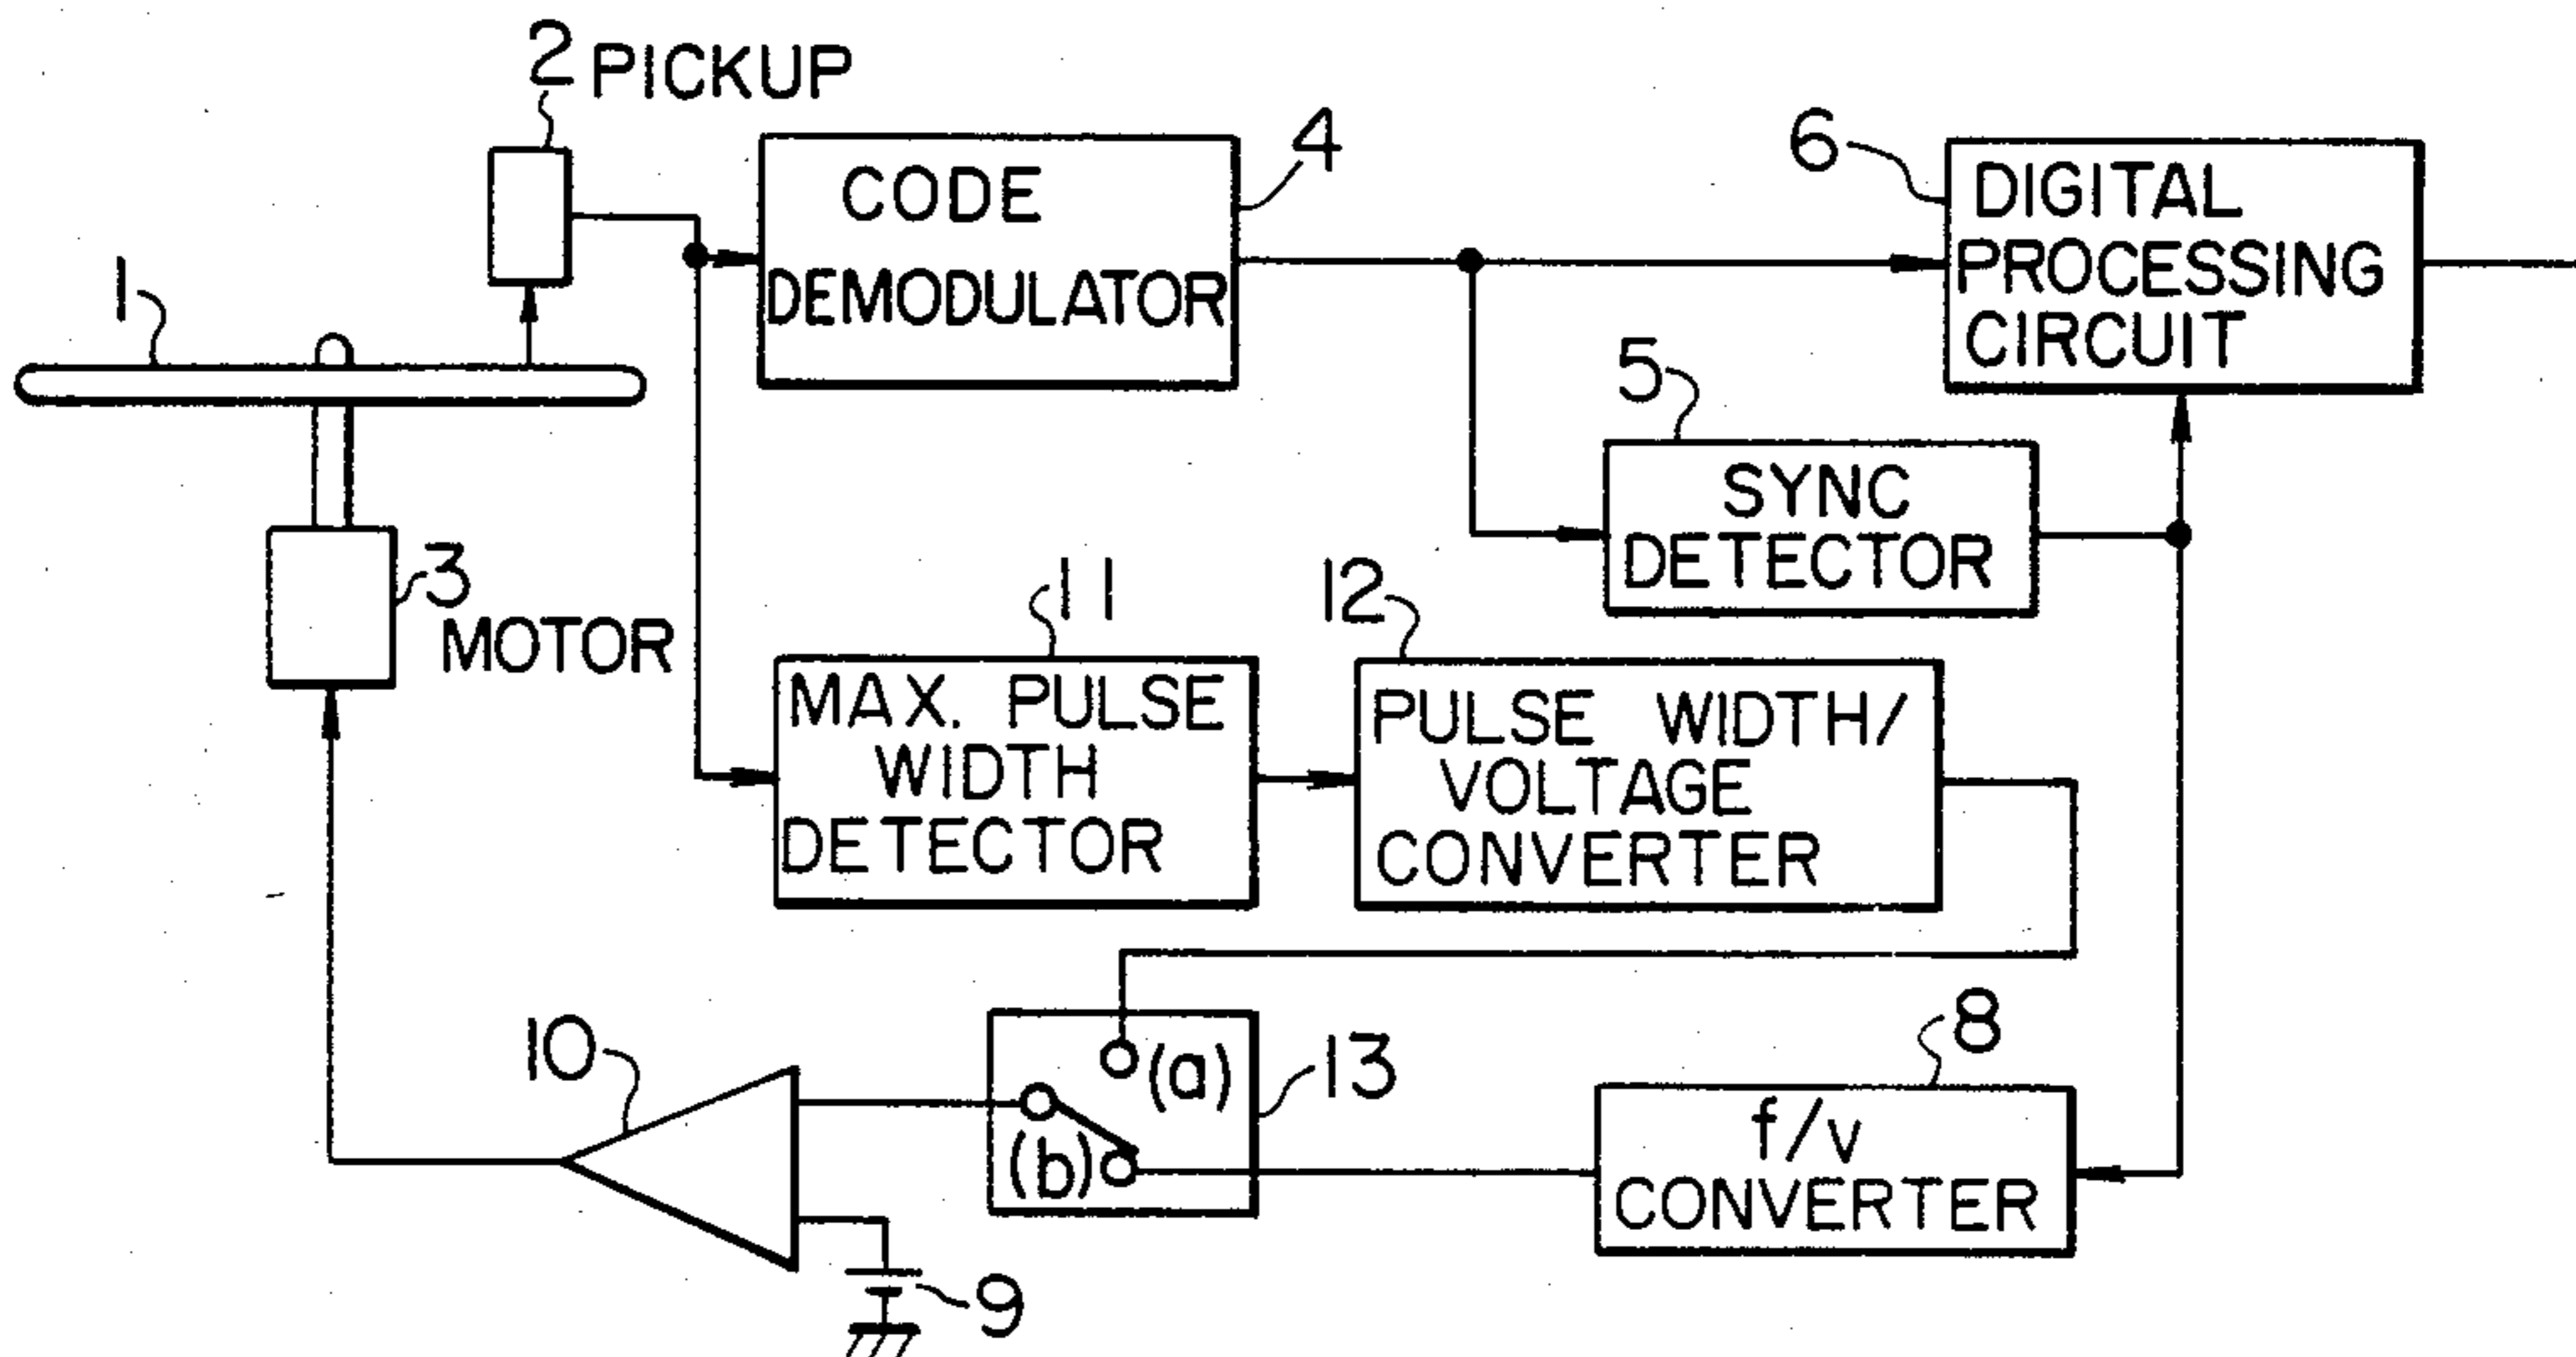 2 PICKUP
1
3
MOTOR
CODE
DEMODULATOR
4
6
DIGITAL
PROCESSING
CIRCUIT
5
SYNC
DETECTOR
11
MAX. PULSE
WIDTH
DETECTOR
12
PULSE WIDTH/
VOLTAGE
CONVERTER
10
(a)
(b)
13
8
f/v
CONVERTER
9